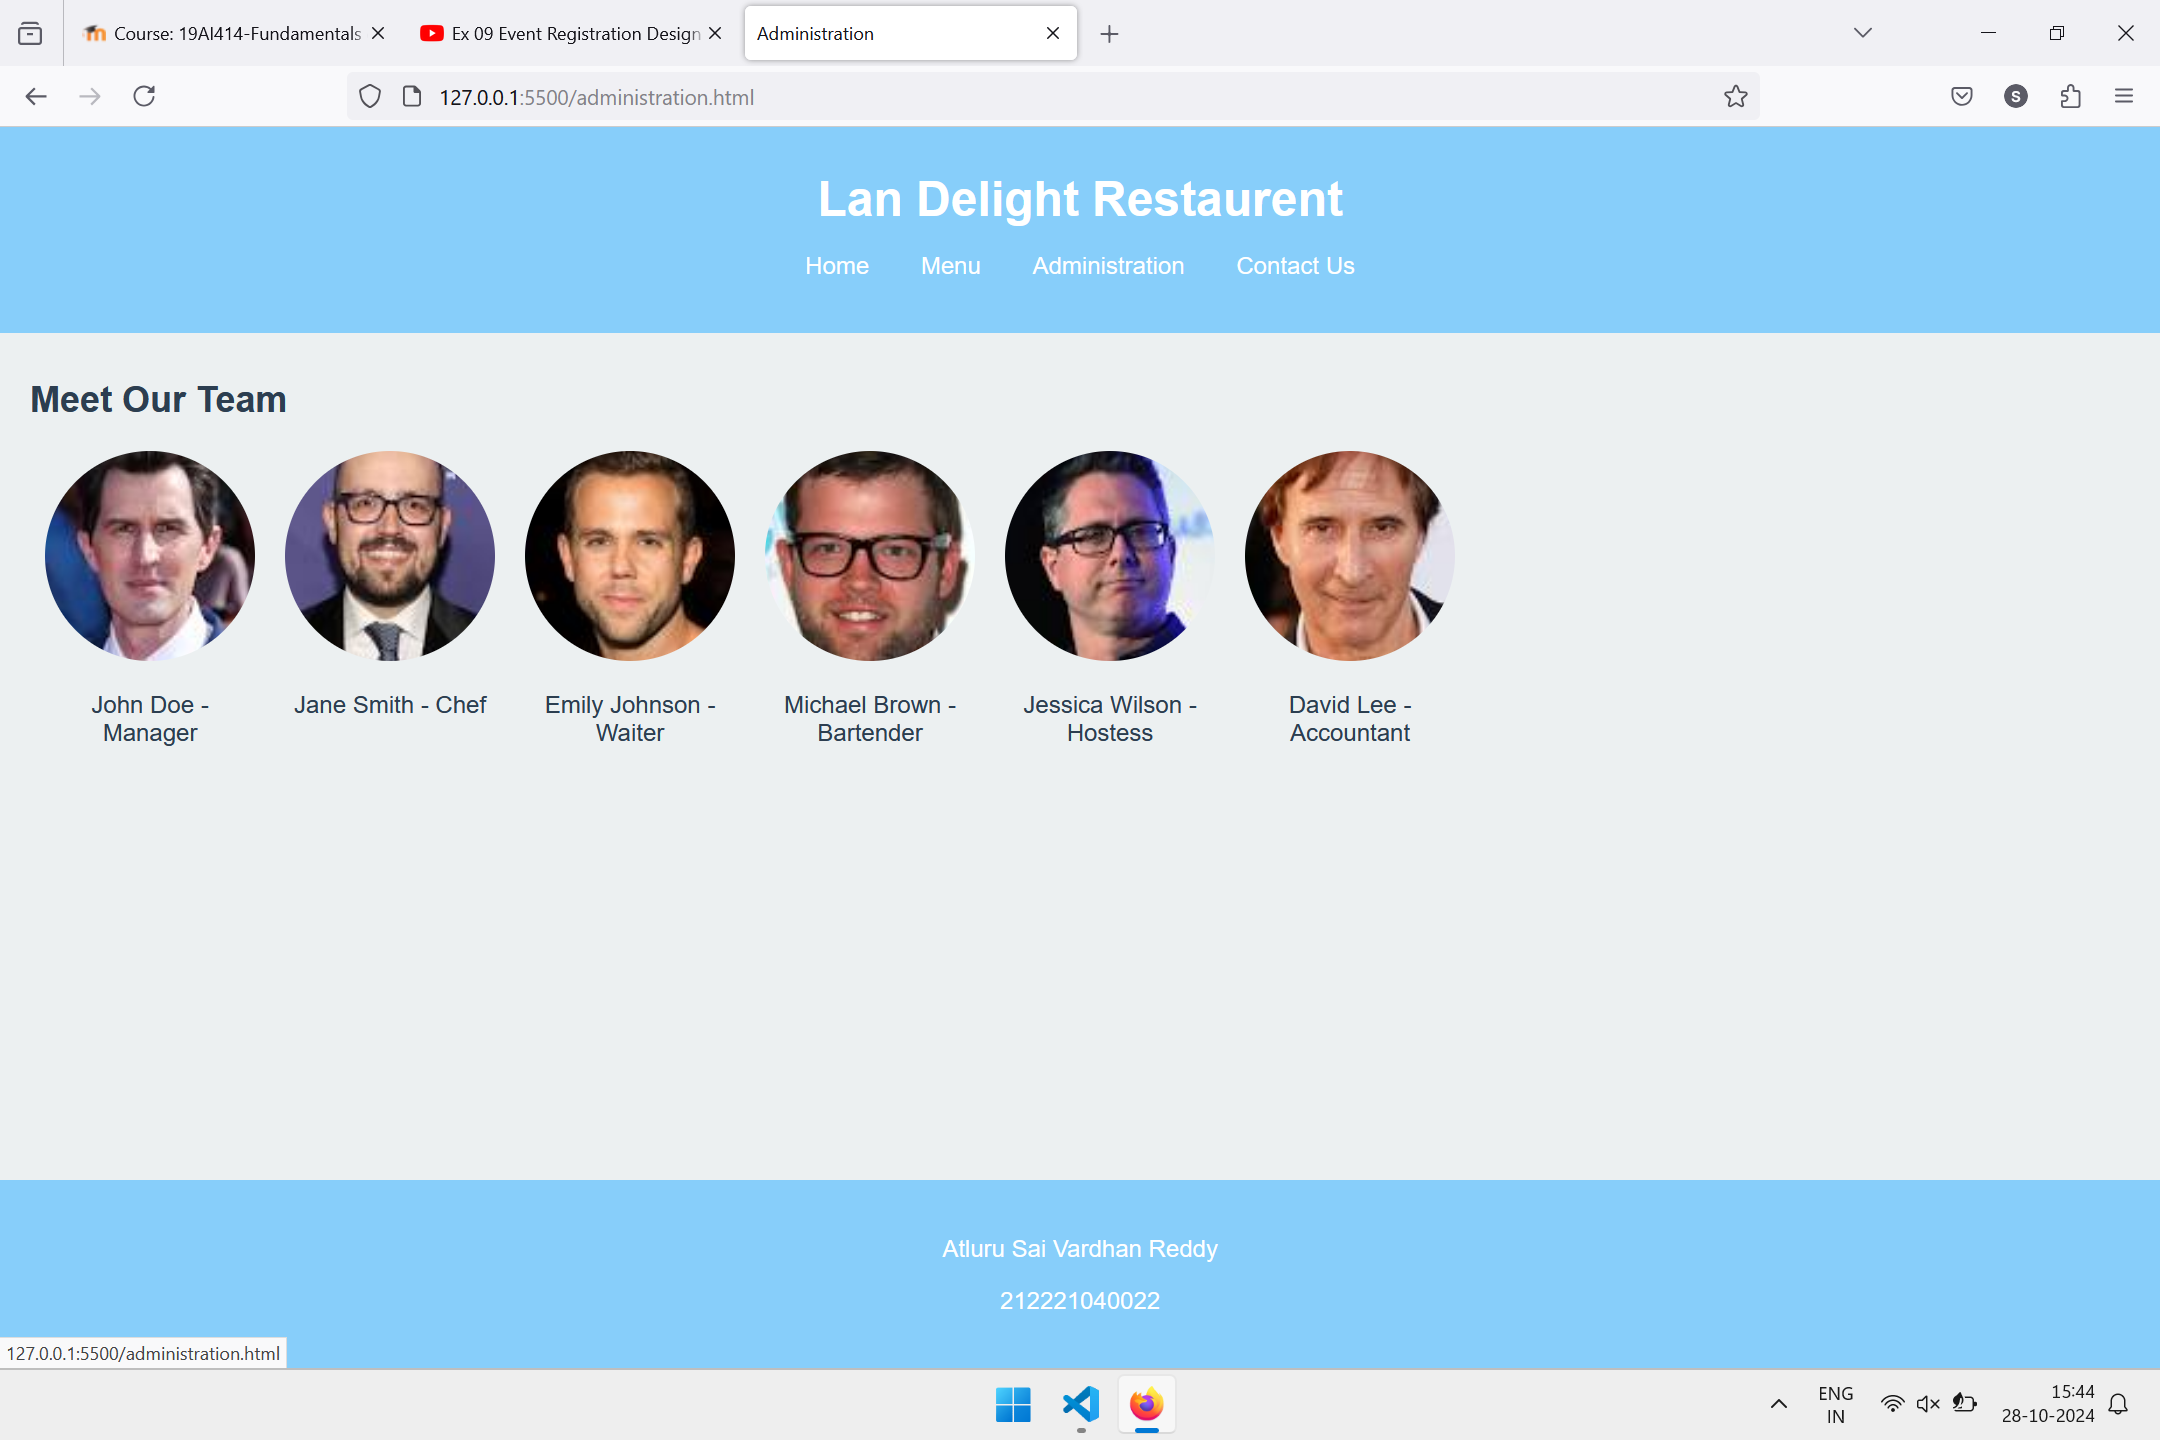 Course: 19AI414-Fundamentals
Ex 09 Event Registration Design
Administration
127.0.0.1:5500/administration.html
S
Lan Delight Restaurent
Home Menu Administration Contact Us
Meet Our Team
John Doe -
Manager
Jane Smith - Chef
Emily Johnson -
Waiter
Michael Brown -
Bartender
Jessica Wilson -
Hostess
David Lee -
Accountant
Atluru Sai Vardhan Reddy
212221040022
127.0.0.1:5500/administration.html
ENG
IN
15:44
28-10-2024